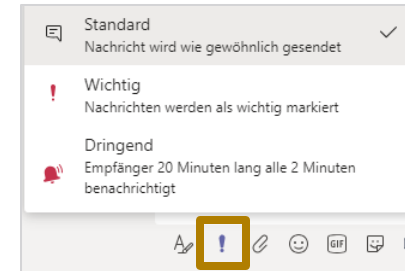 Standard
Nachricht wird wie gewöhnlich gesendet
Wichtig
Nachrichten werden als wichtig markiert
Dringend
Empfänger 20 Minuten lang alle 2 Minuten
benachrichtigt
GIF